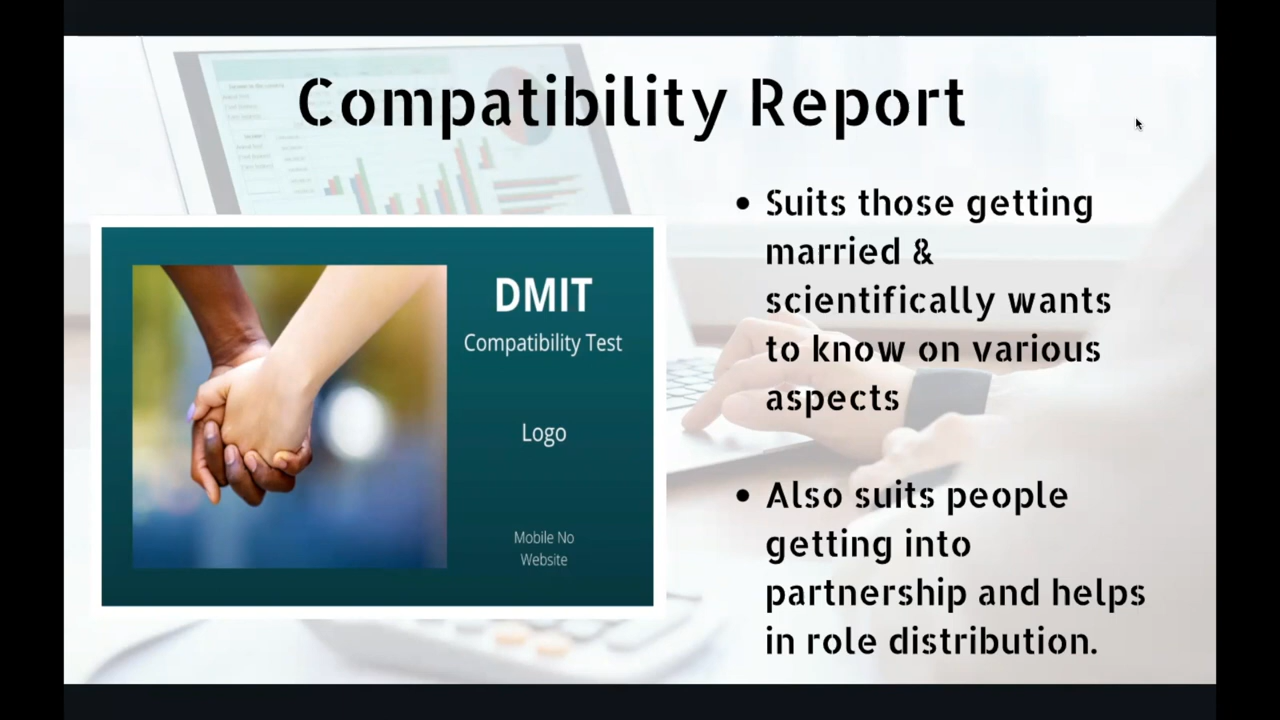 Compatibility Report
DMIT
Compatibility Test
Logo
Mobile No
Website
• Suits those getting
married &
scientifically wants
to know on various
aspects
• Also suits people
getting into
partnership and helps
in role distribution.